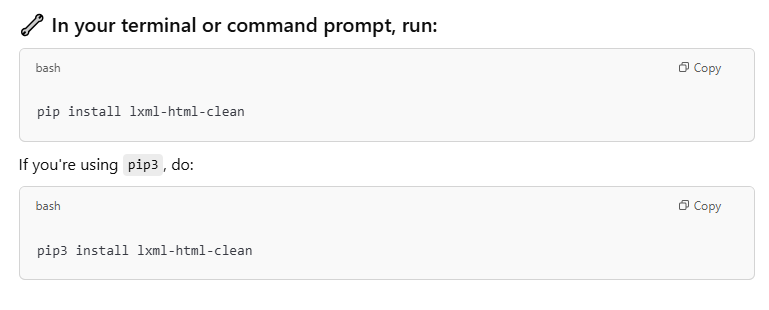 In your terminal or command prompt, run:
bash
Copy
pip install lxml-html-clean
If you're using pip3, do:
bash
Copy
pip3 install lxml-html-clean